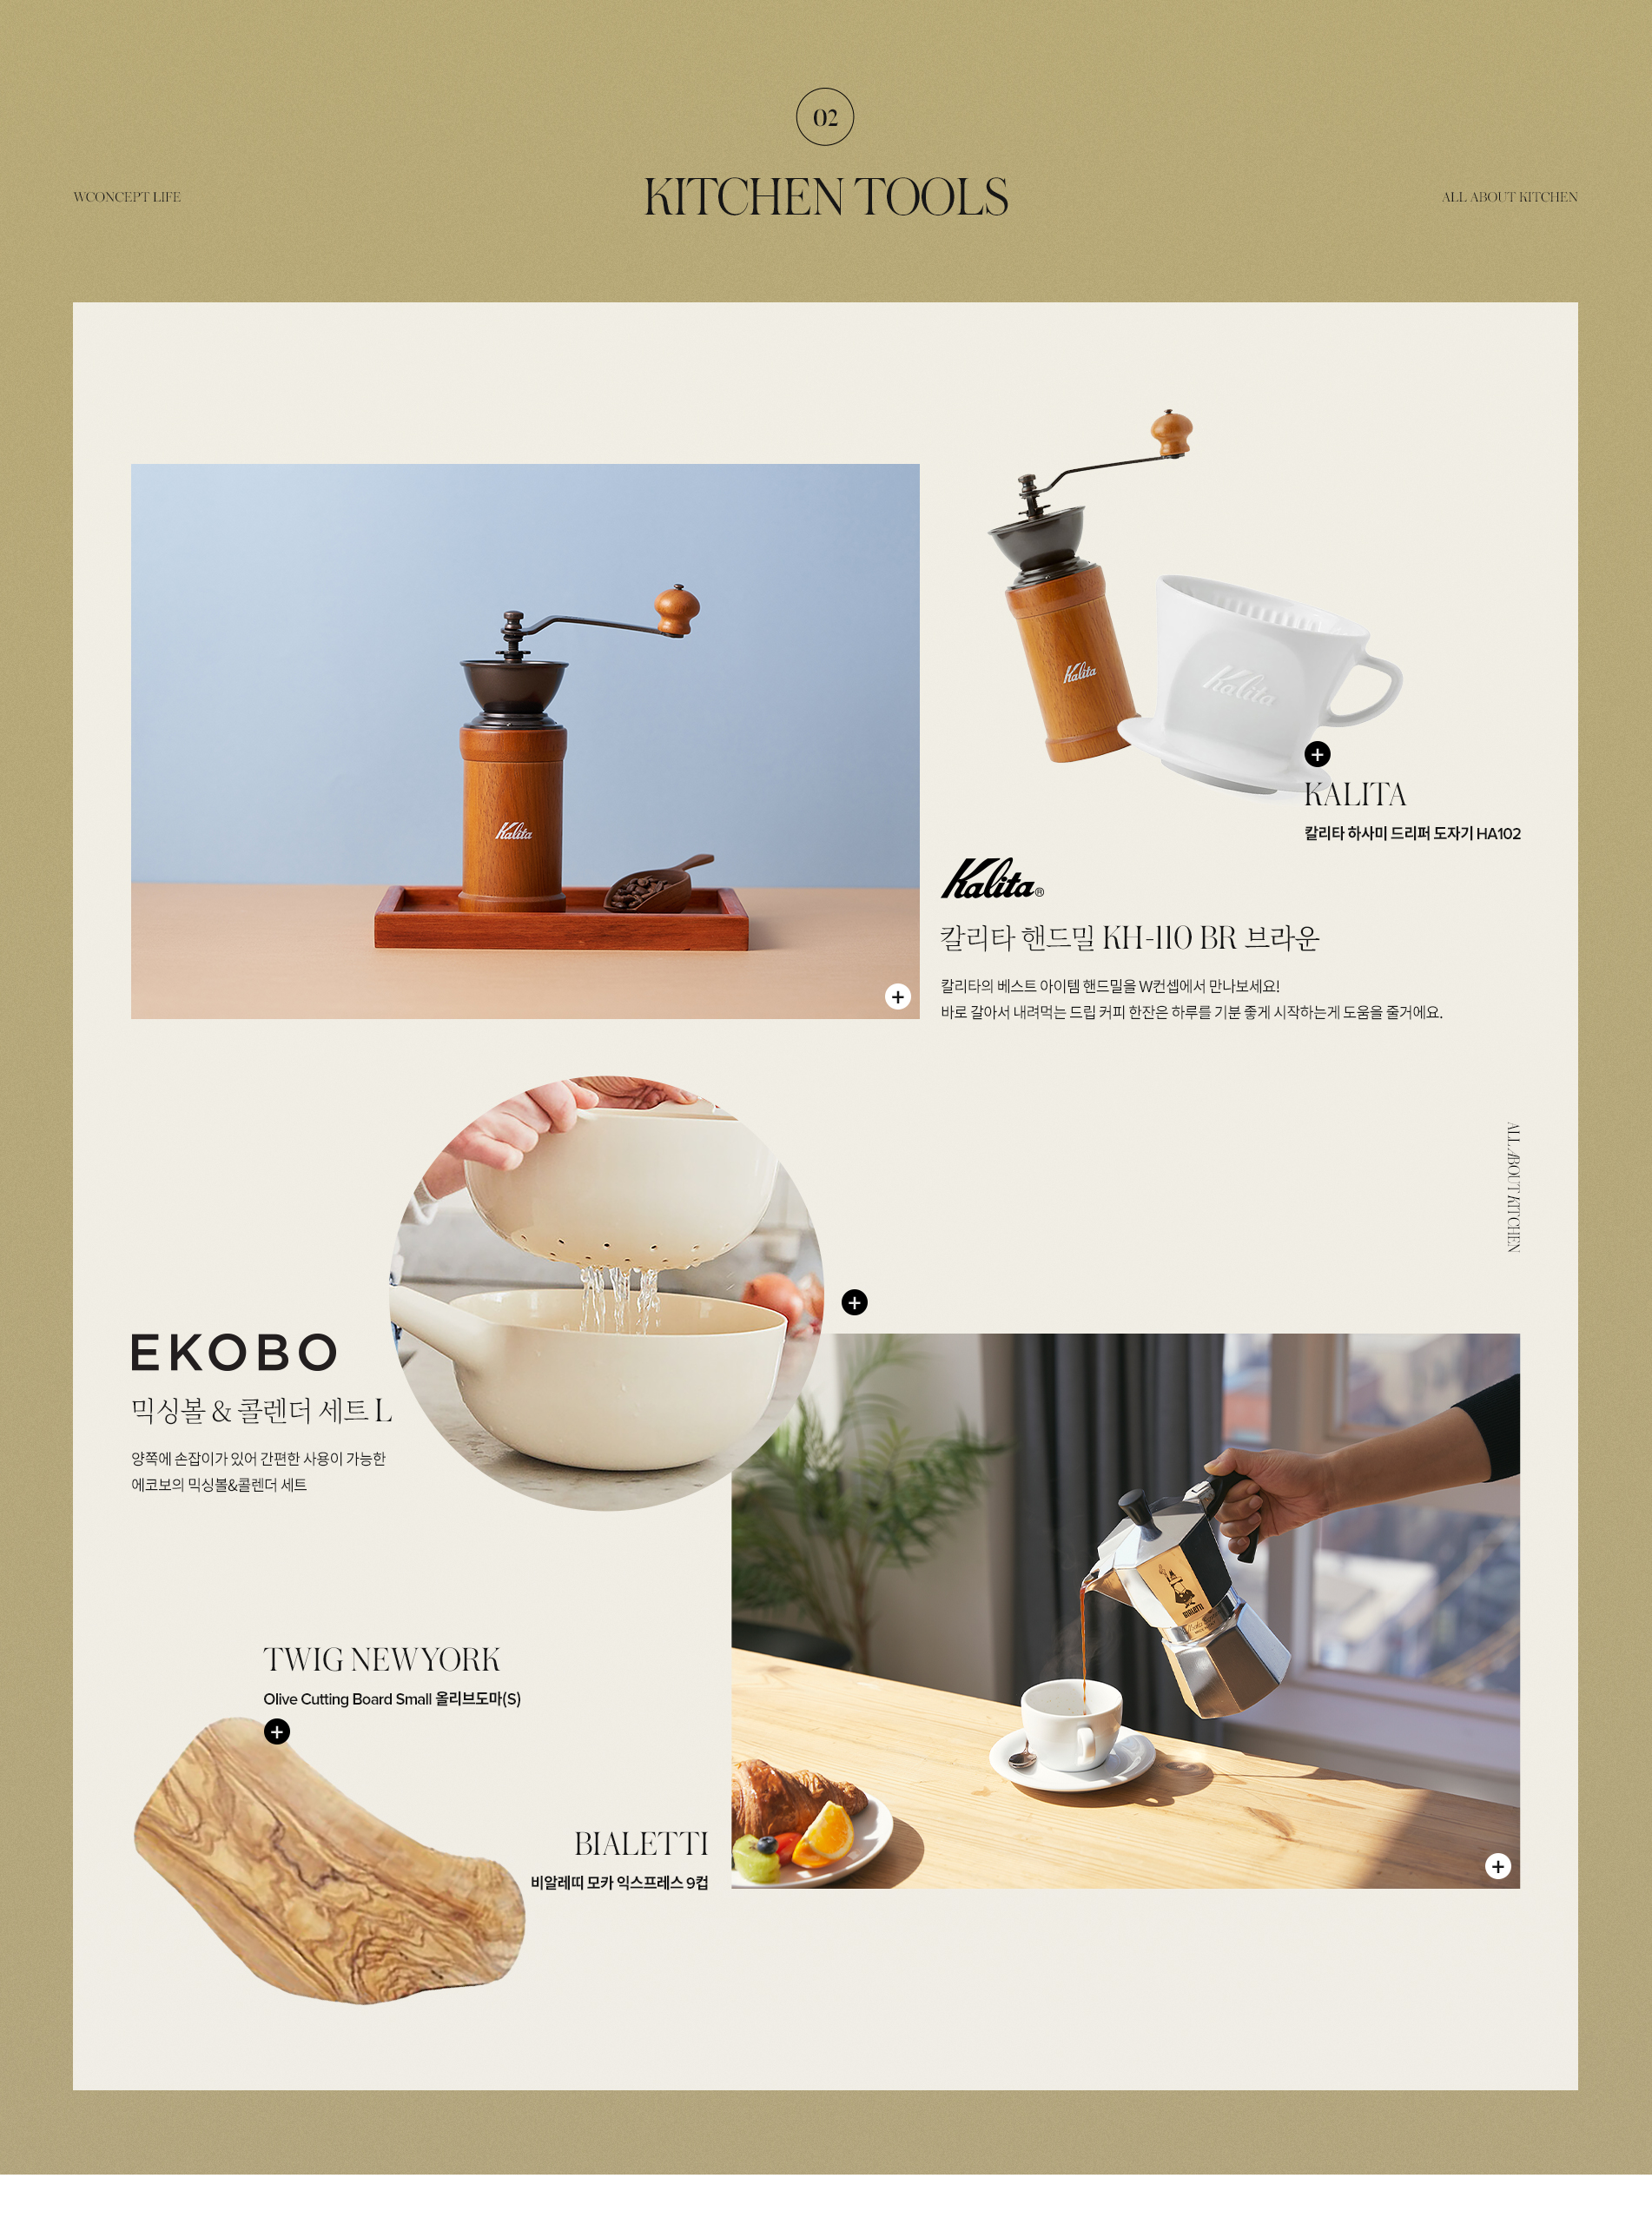 02
WCONCEPT LIFE
KITCHEN TOOLS
ALL ABOUT KITCHEN
Kalita
Kalita
Kalita
KALITA
칼리타 하사미 드리퍼 도자기 HA102
Kalita®
칼리타 핸드밀 KH-110 BR 브라운
칼리타의 베스트 아이템 핸드밀을 W컨셉에서 만나보세요!
바로 갈아서 내려먹는 드립 커피 한잔은 하루를 기분 좋게 시작하는게 도움을 줄거에요.
ALL ABOUT KITCHEN
EKOBO
믹싱볼 & 콜렌더 세트 L
양쪽에 손잡이가 있어 간편한 사용이 가능한
에코보의 믹싱볼&콜렌더 세트
BIALETTI
TWIG NEW YORK
Olive Cutting Board Small 올리브도마(S)
BIALETTI
비알레띠 모카 익스프레스 9컵